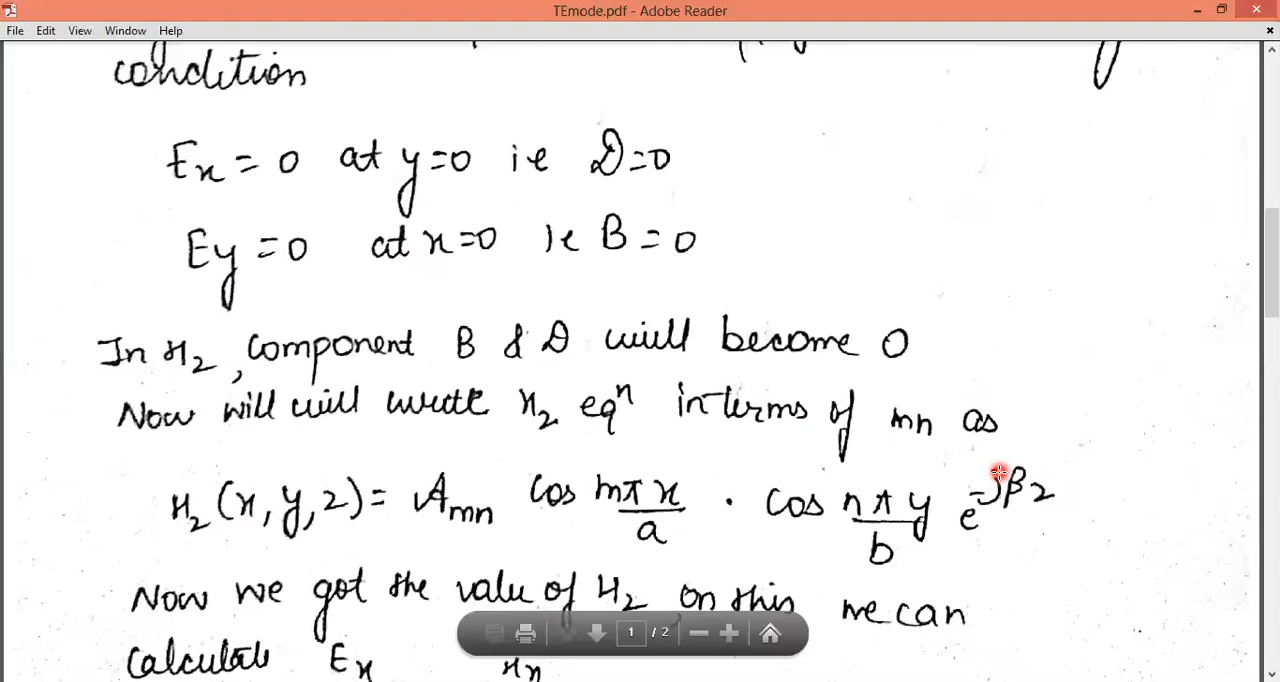 TEmode.pdf - Adobe Reader
File Edit View Window Help
condition
Ex = 0 at y=0 ie D=0
Ey = 0 at x=0 ie B=0
In Hz, component B & D will become 0
Now will will write Hz eqⁿ in terms of mn as
Hz (x, y, z) = Amn cos mπx/a . cos nπy/b e^-jβz
Now we got the value of Hz on this we can
1 / 2
Calculate Ex Hx